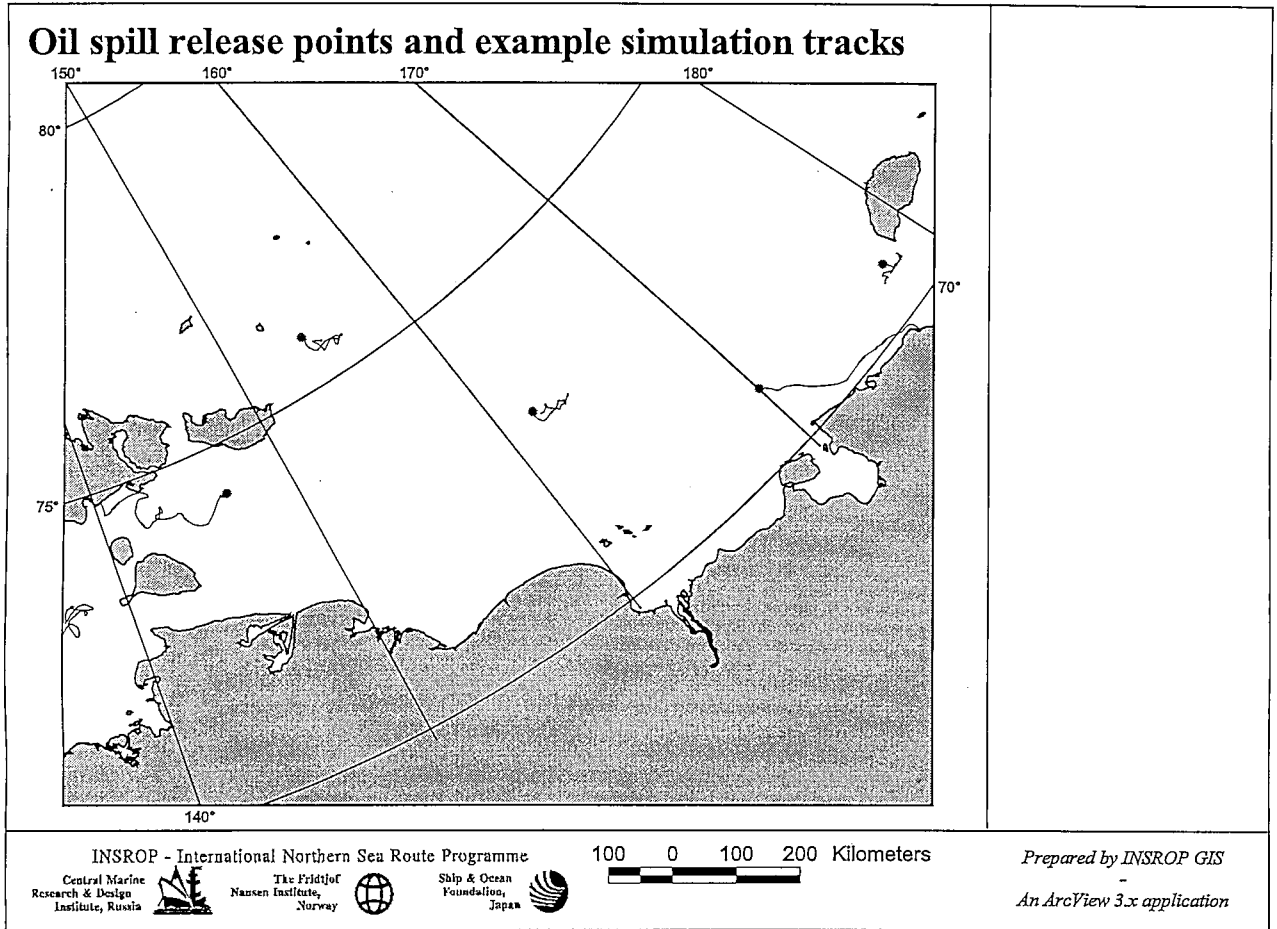 Oil spill release points and example simulation tracks
150°
160°
170°
180°
80°
70°
75°
140°
INSROP - International Northern Sea Route Programme
Central Marine
Research & Design
Institute, Russia
The Fridtjof
Nansen Institute,
Norway
Ship & Ocean
Foundation,
Japan
100 0 100 200 Kilometers
Prepared by INSROP GIS
-
An ArcView 3.x application